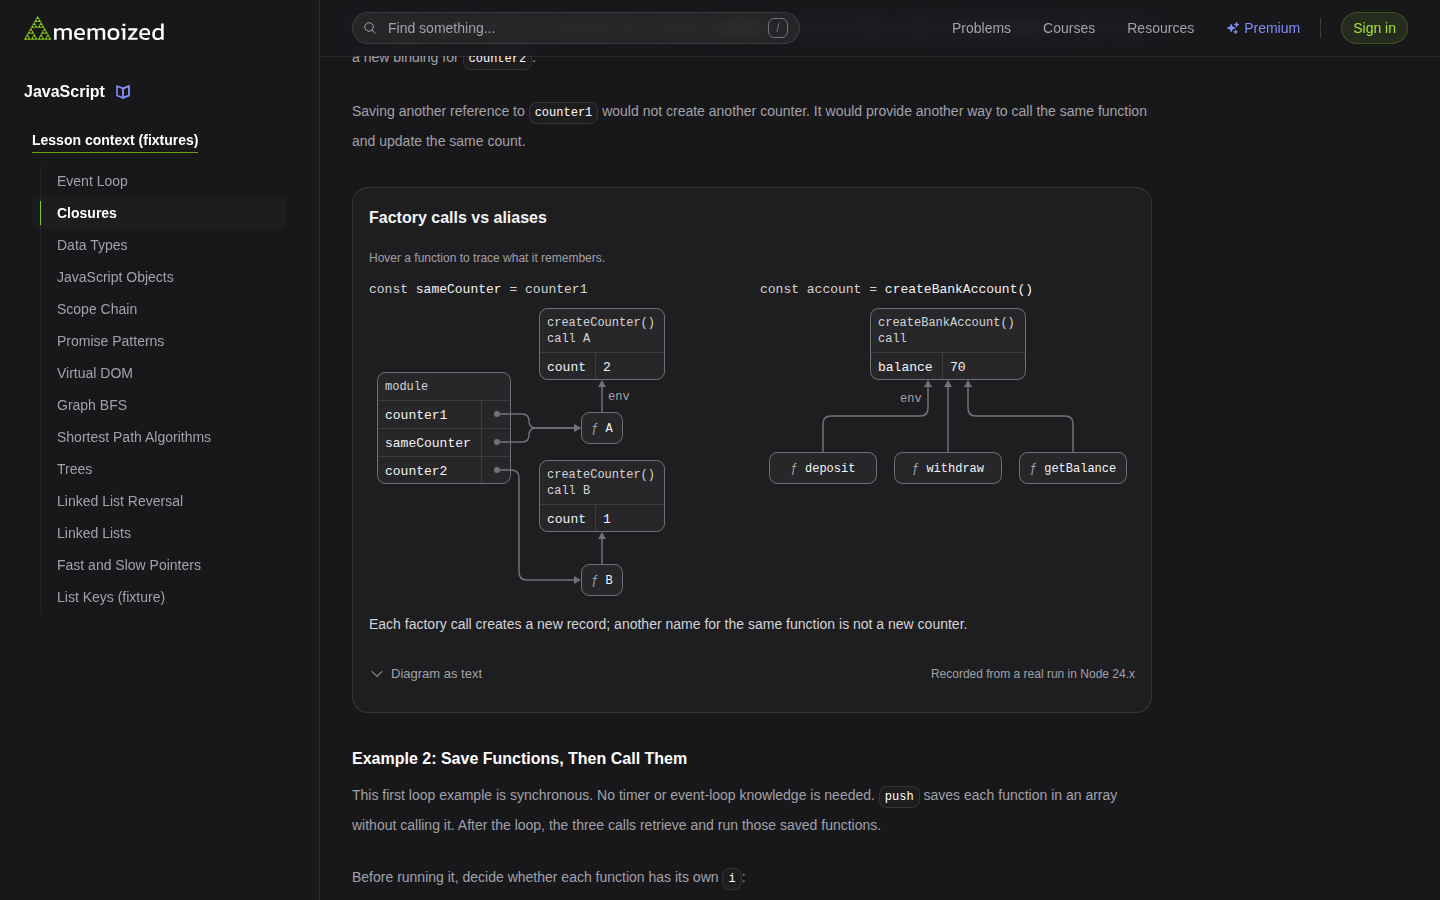 memoized
Find something...
/
Problems
Courses
Resources
Premium
Sign in
JavaScript
Lesson context (fixtures)
Event Loop
Closures
Data Types
JavaScript Objects
Scope Chain
Promise Patterns
Virtual DOM
Graph BFS
Shortest Path Algorithms
Trees
Linked List Reversal
Linked Lists
Fast and Slow Pointers
List Keys (fixture)
a new binding for counter2.
Saving another reference to counter1 would not create another counter. It would provide another way to call the same function
and update the same count.
Factory calls vs aliases
Hover a function to trace what it remembers.
const sameCounter = counter1
createCounter()
call A
count 2
env
module
counter1
sameCounter
counter2
ƒ A
createCounter()
call B
count 1
ƒ B
const account = createBankAccount()
createBankAccount()
call
balance 70
env
ƒ deposit
ƒ withdraw
ƒ getBalance
Each factory call creates a new record; another name for the same function is not a new counter.
Diagram as text
Recorded from a real run in Node 24.x
Example 2: Save Functions, Then Call Them
This first loop example is synchronous. No timer or event-loop knowledge is needed. push saves each function in an array
without calling it. After the loop, the three calls retrieve and run those saved functions.
Before running it, decide whether each function has its own i: